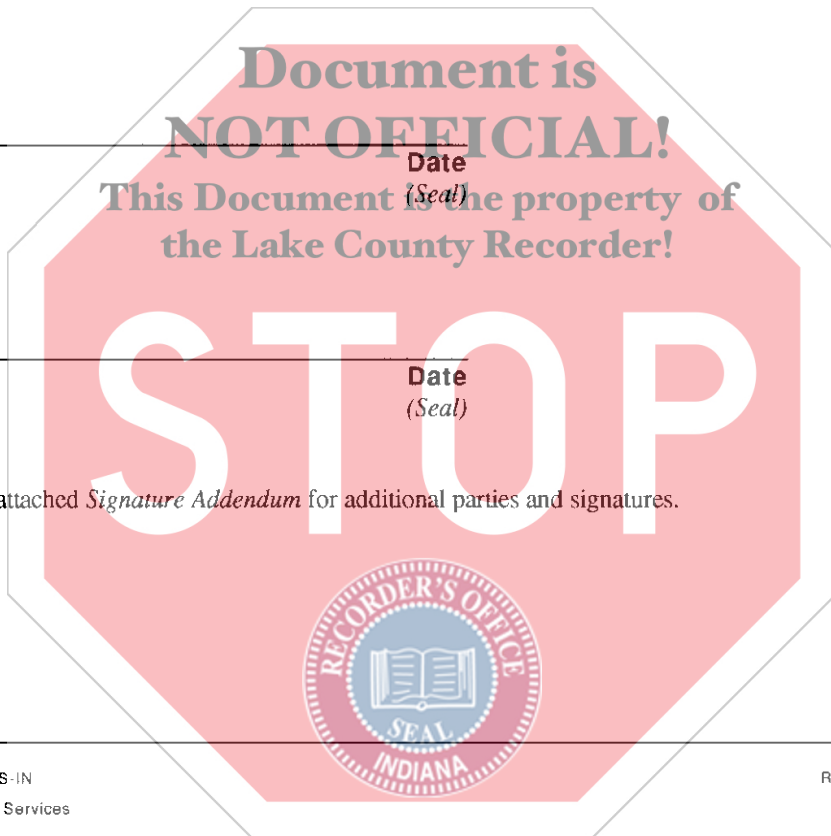 Document is
NOT OFFICIAL!
Date
(Seal)
This Document is the property of
the Lake County Recorder!
STOP
Date
(Seal)
attached Signature Addendum for additional parties and signatures.
RECORDER'S OFFICE
SEAL
INDIANA
S-IN
R
Services